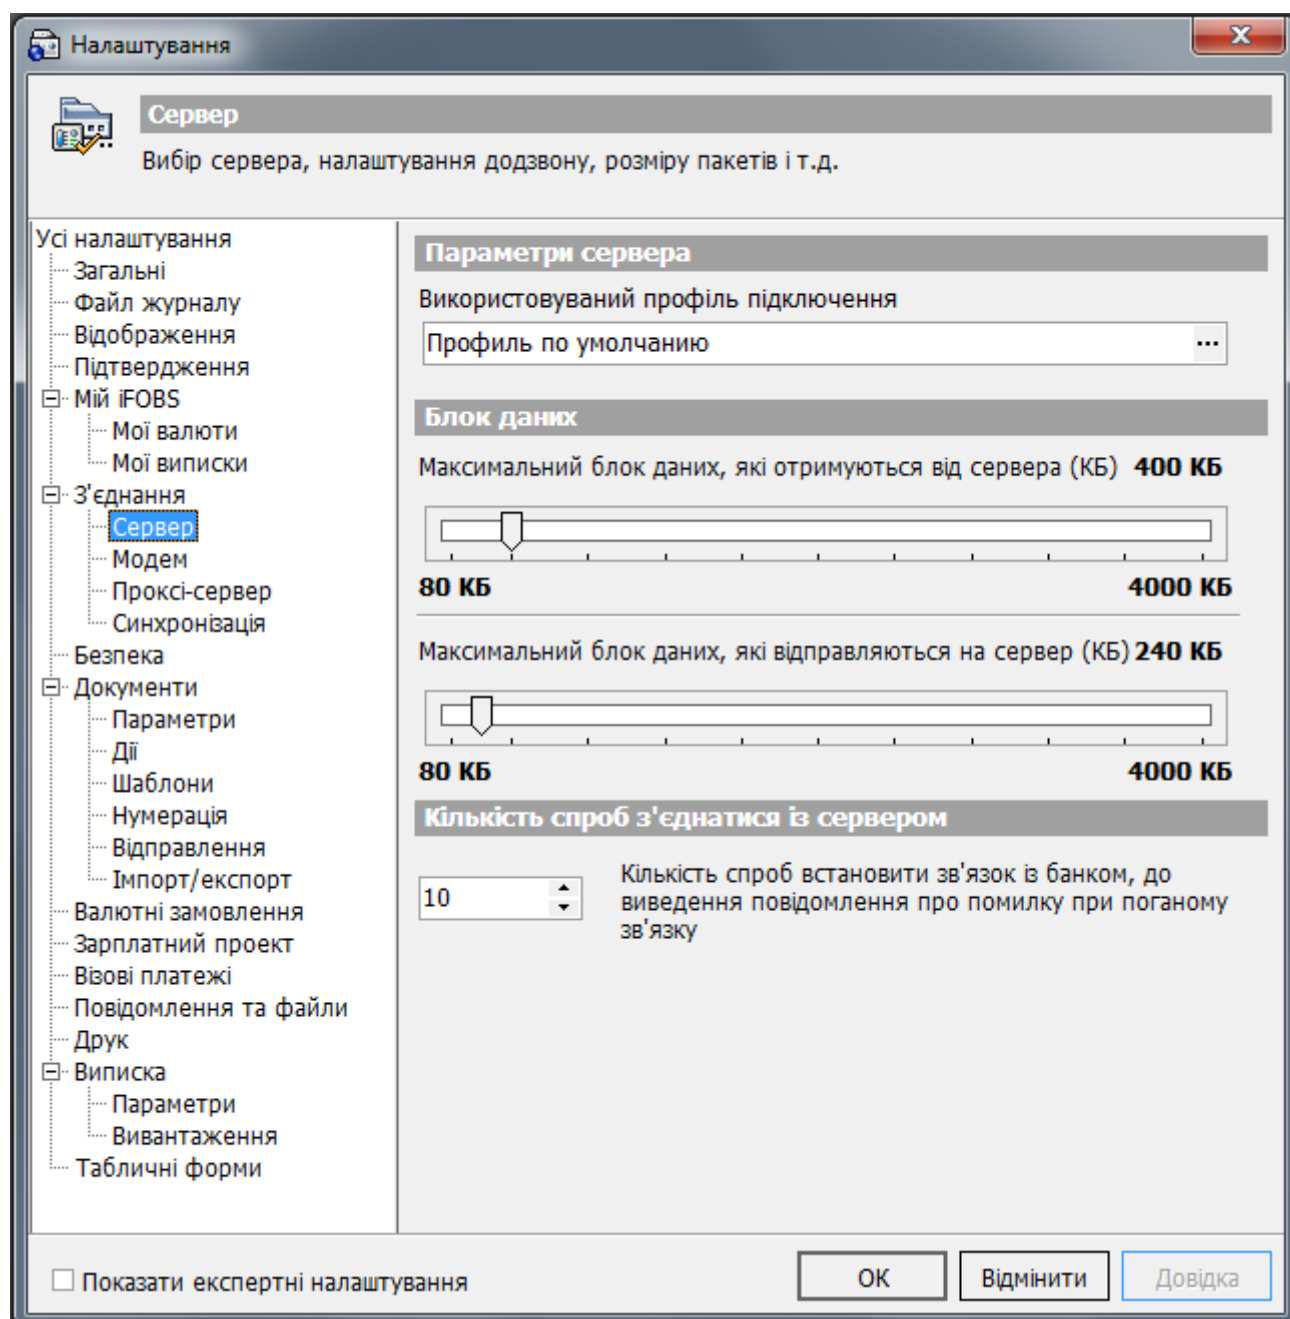 Налаштування
Сервер
Вибір сервера, налаштування додзвону, розміру пакетів і т.д.
Усі налаштування
Загальні
Файл журналу
Відображення
Підтвердження
Мій iFOBS
Мої валюти
Мої виписки
З'єднання
Сервер
Модем
Проксі-сервер
Синхронізація
Безпека
Документи
Параметри
Дії
Шаблони
Нумерація
Відправлення
Імпорт/експорт
Валютні замовлення
Зарплатний проект
Візові платежі
Повідомлення та файли
Друк
Виписка
Параметри
Вивантаження
Табличні форми
Параметри сервера
Використовуваний профіль підключення
Профиль по умолчанию ...
Блок даних
Максимальний блок даних, які отримуються від сервера (КБ) 400 КБ
80 КБ 4000 КБ
Максимальний блок даних, які відправляються на сервер (КБ) 240 КБ
80 КБ 4000 КБ
Кількість спроб з'єднатися із сервером
10
Кількість спроб встановити зв'язок із банком, до
виведення повідомлення про помилку при поганому
зв'язку
Показати експертні налаштування
ОК Відмінити Довідка